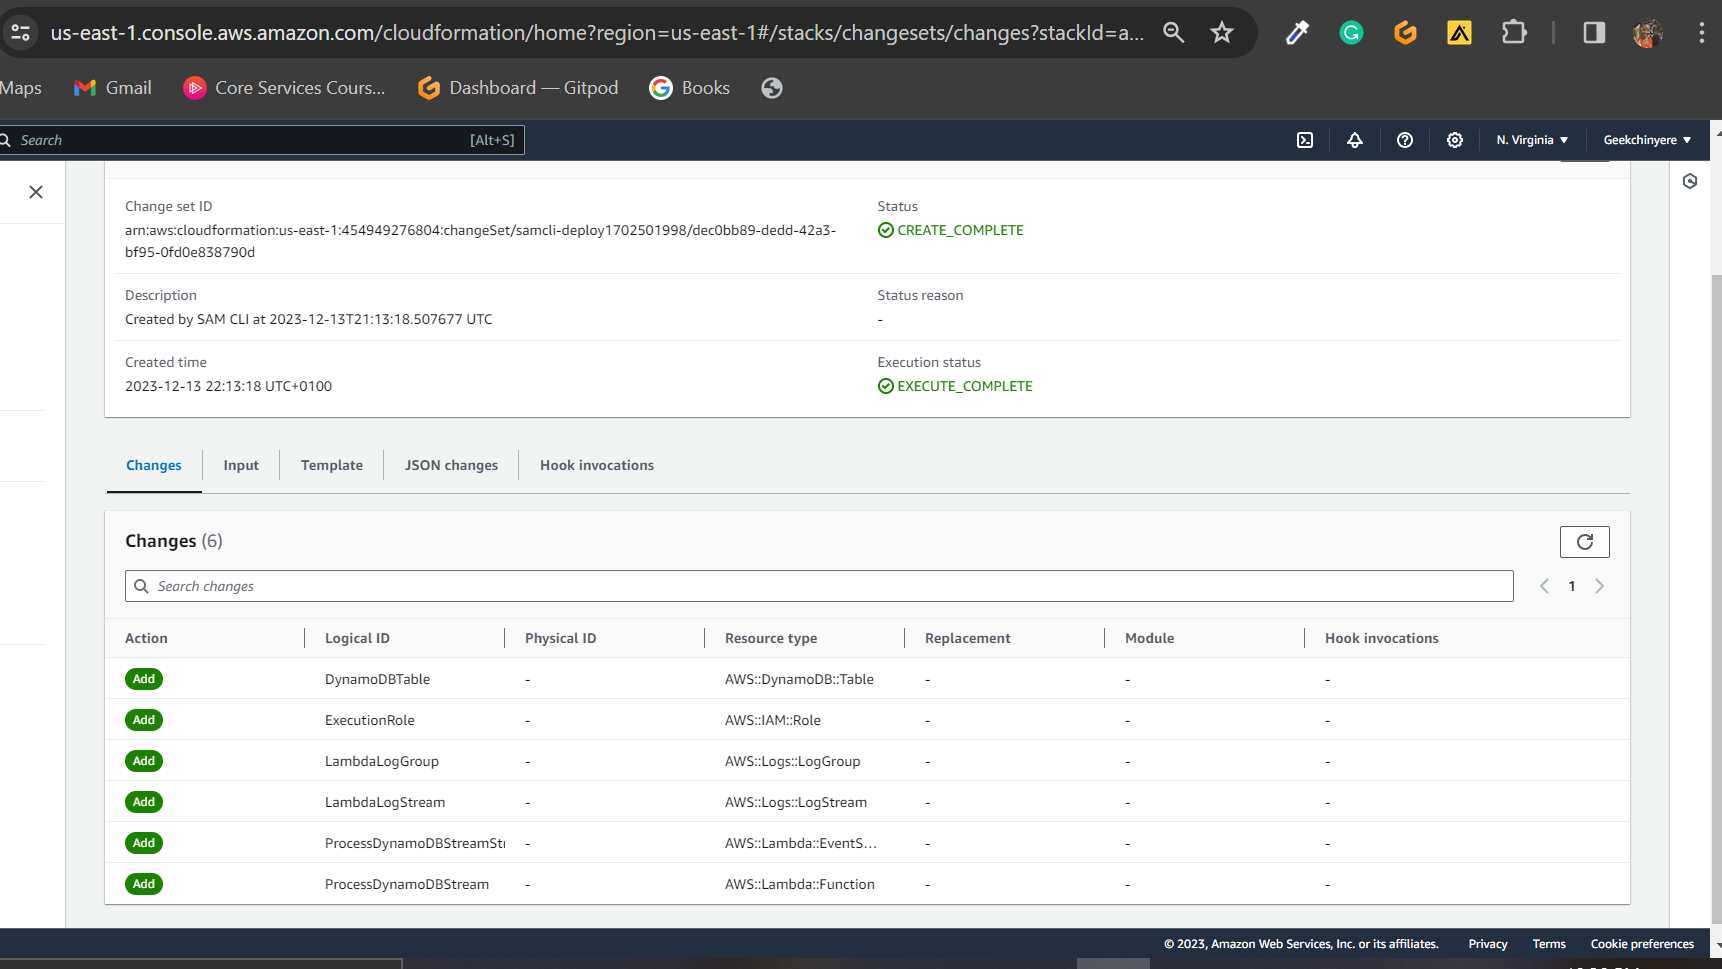 us-east-1.console.aws.amazon.com/cloudformation/home?region=us-east-1#/stacks/changesets/changes?stackId=a...
Maps Gmail Core Services Cours... Dashboard — Gitpod Books
Search [Alt+S] N. Virginia Geekchinyere
Change set ID Status
arn:aws:cloudformation:us-east-1:454949276804:changeSet/samcli-deploy1702501998/dec0bb89-dedd-42a3- CREATE_COMPLETE
bf95-0fd0e838790d
Description Status reason
Created by SAM CLI at 2023-12-13T21:13:18.507677 UTC -
Created time Execution status
2023-12-13 22:13:18 UTC+0100 EXECUTE_COMPLETE
Changes Input Template JSON changes Hook invocations
Changes (6)
Search changes 1
Action Logical ID Physical ID Resource type Replacement Module Hook invocations
Add DynamoDBTable - AWS::DynamoDB::Table - - -
Add ExecutionRole - AWS::IAM::Role - - -
Add LambdaLogGroup - AWS::Logs::LogGroup - - -
Add LambdaLogStream - AWS::Logs::LogStream - - -
Add ProcessDynamoDBStreamSt - AWS::Lambda::EventS... - - -
Add ProcessDynamoDBStream - AWS::Lambda::Function - - -
© 2023, Amazon Web Services, Inc. or its affiliates. Privacy Terms Cookie preferences